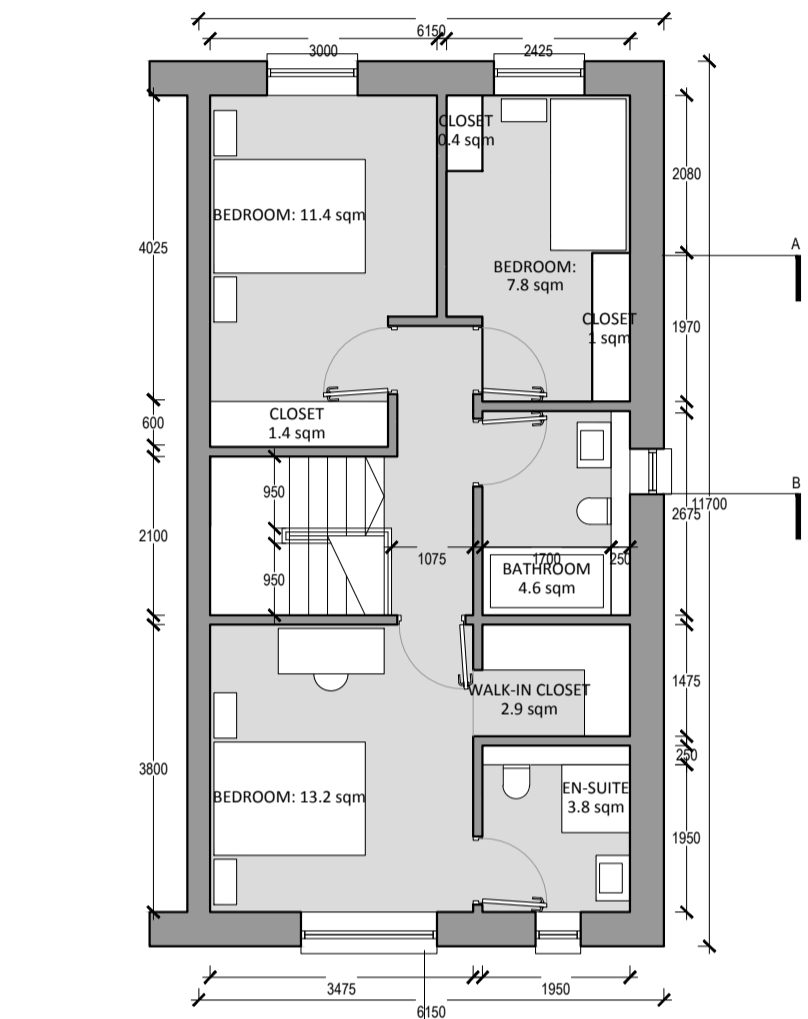 6150
3000
2425
CLOSET
0.4 sqm
2080
BEDROOM: 11.4 sqm
4025
A
BEDROOM:
7.8 sqm
CLOSET
1 sqm
1970
CLOSET
1.4 sqm
600
950
B
11700
2675
2100
1075
1700
250
BATHROOM
4.6 sqm
950
WALK-IN CLOSET
2.9 sqm
1475
250
3800
BEDROOM: 13.2 sqm
EN-SUITE
3.8 sqm
1950
3475
1950
6150